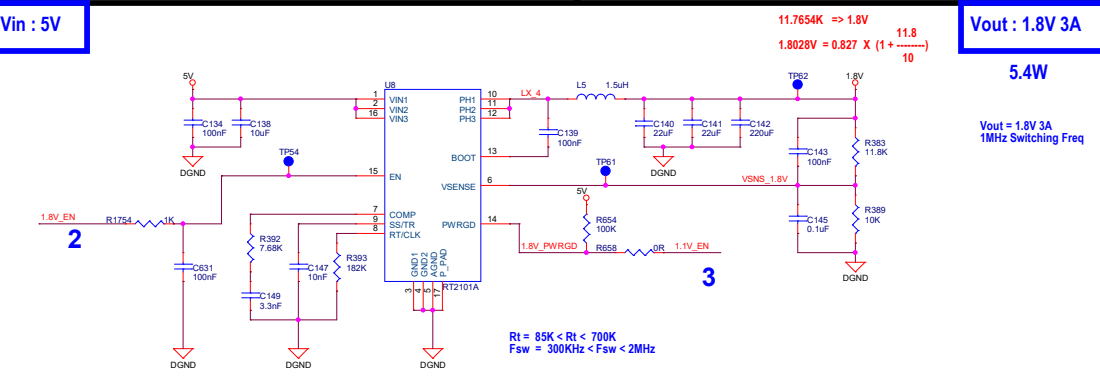 Vin : 5V
11.7654K => 1.8V
11.8
1.8028V = 0.827 X (1 + --------)
10
Vout : 1.8V 3A
5.4W
Vout = 1.8V 3A
1MHz Switching Freq
5V
C134
100nF
C138
10uF
DGND
TP54
U8
1
VIN1
2
VIN2
16
VIN3
15
EN
7
COMP
9
SS/TR
8
RT/CLK
PH1
10
PH2
11
PH3
12
BOOT
13
VSENSE
6
PWRGD
14
GND1
GND2
AGND
P_PAD
3
4
5
17
RT2101A
LX_4
L5
1.5uH
C139
100nF
TP62
1.8V
C140
22uF
C141
22uF
C142
220uF
DGND
C143
100nF
R383
11.8K
TP61
VSNS_1.8V
C145
0.1uF
R389
10K
DGND
5V
R654
100K
1.8V_PWRGD
R658
0R
1.1V_EN
3
1.8V_EN
R1754
1K
2
C631
100nF
R392
7.68K
C149
3.3nF
C147
10nF
R393
182K
DGND
DGND
DGND
Rt = 85K < Rt < 700K
Fsw = 300KHz < Fsw < 2MHz